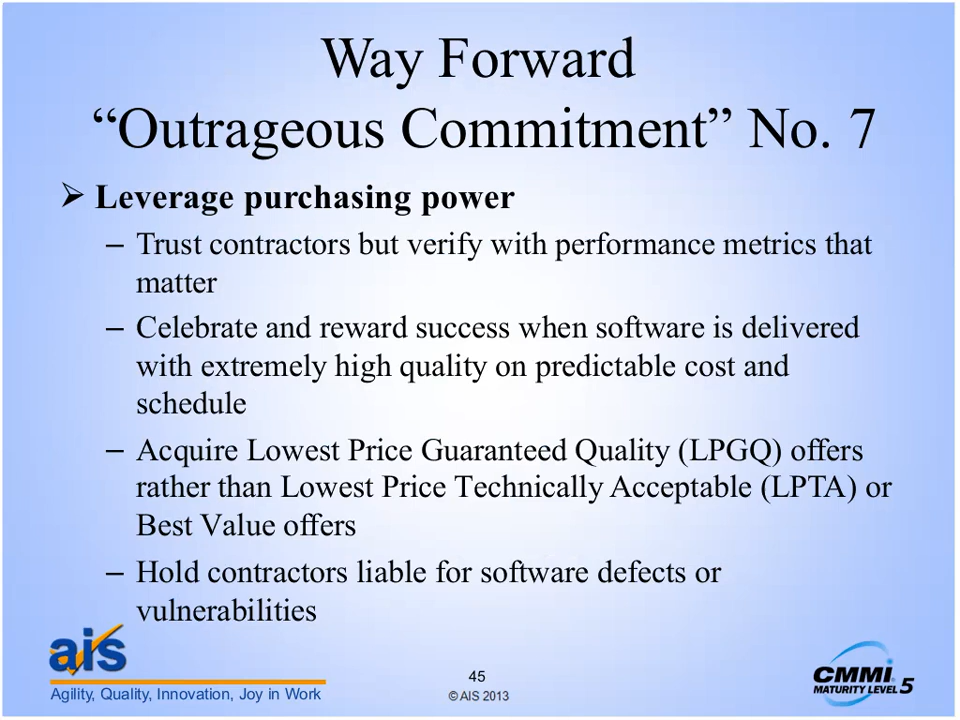 Way Forward
“Outrageous Commitment” No. 7
➢ Leverage purchasing power
– Trust contractors but verify with performance metrics that
matter
– Celebrate and reward success when software is delivered
with extremely high quality on predictable cost and
schedule
– Acquire Lowest Price Guaranteed Quality (LPGQ) offers
rather than Lowest Price Technically Acceptable (LPTA) or
Best Value offers
– Hold contractors liable for software defects or
vulnerabilities
ais
Agility, Quality, Innovation, Joy in Work
45
© AIS 2013
CMMI
MATURITY LEVEL 5